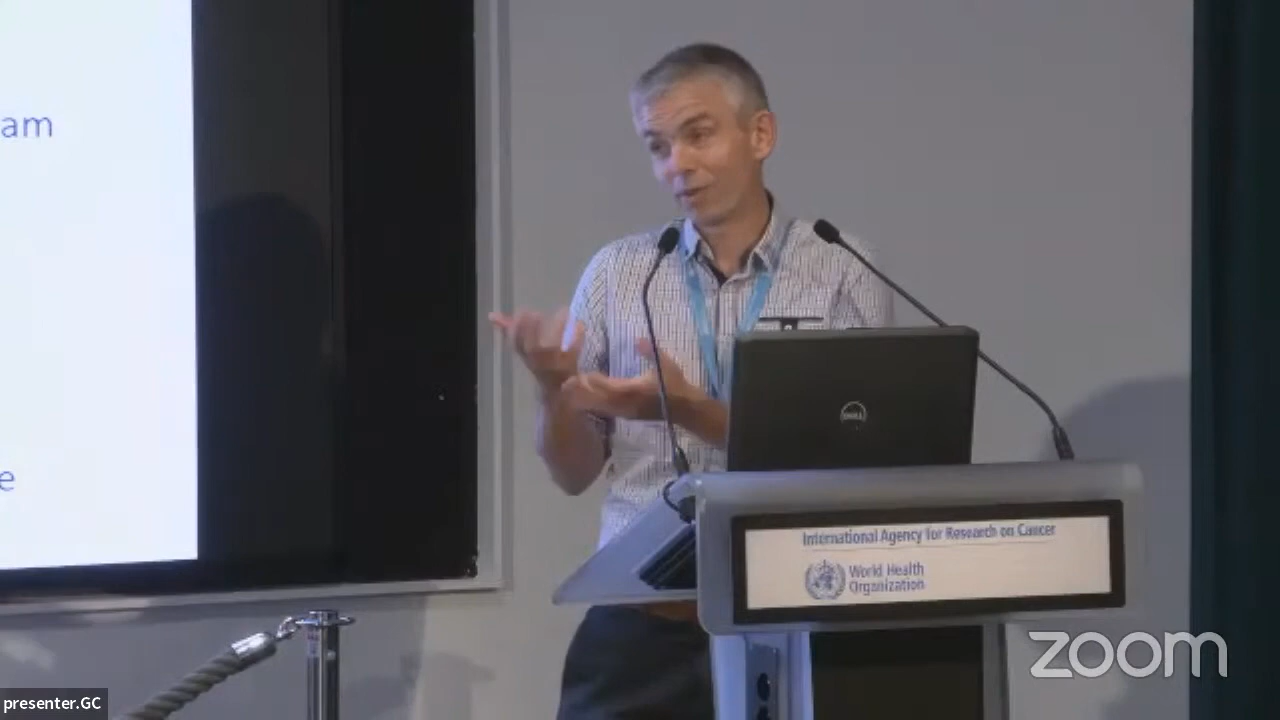 am
e
DELL
International Agency for Research on Cancer
World Health
Organization
zoom
presenter.GC